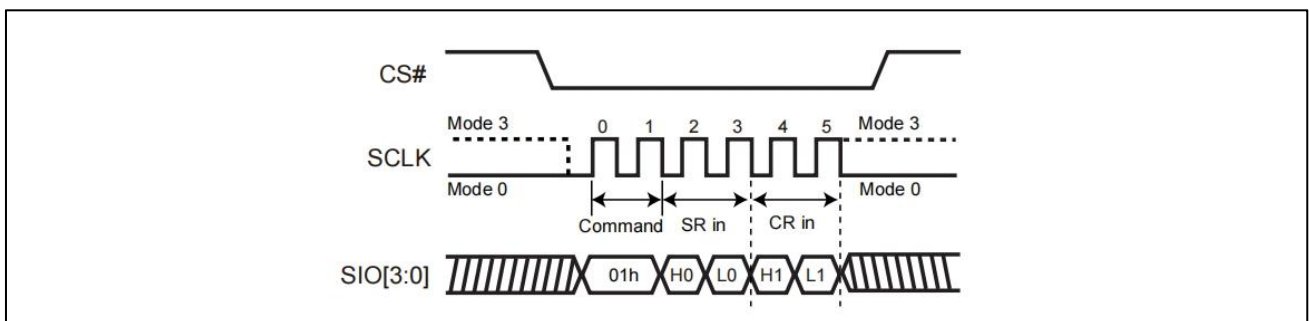 CS#
Mode 3 0 1 2 3 4 5 Mode 3
SCLK
Mode 0 Mode 0
Command SR in CR in
SIO[3:0] 01h H0 L0 H1 L1